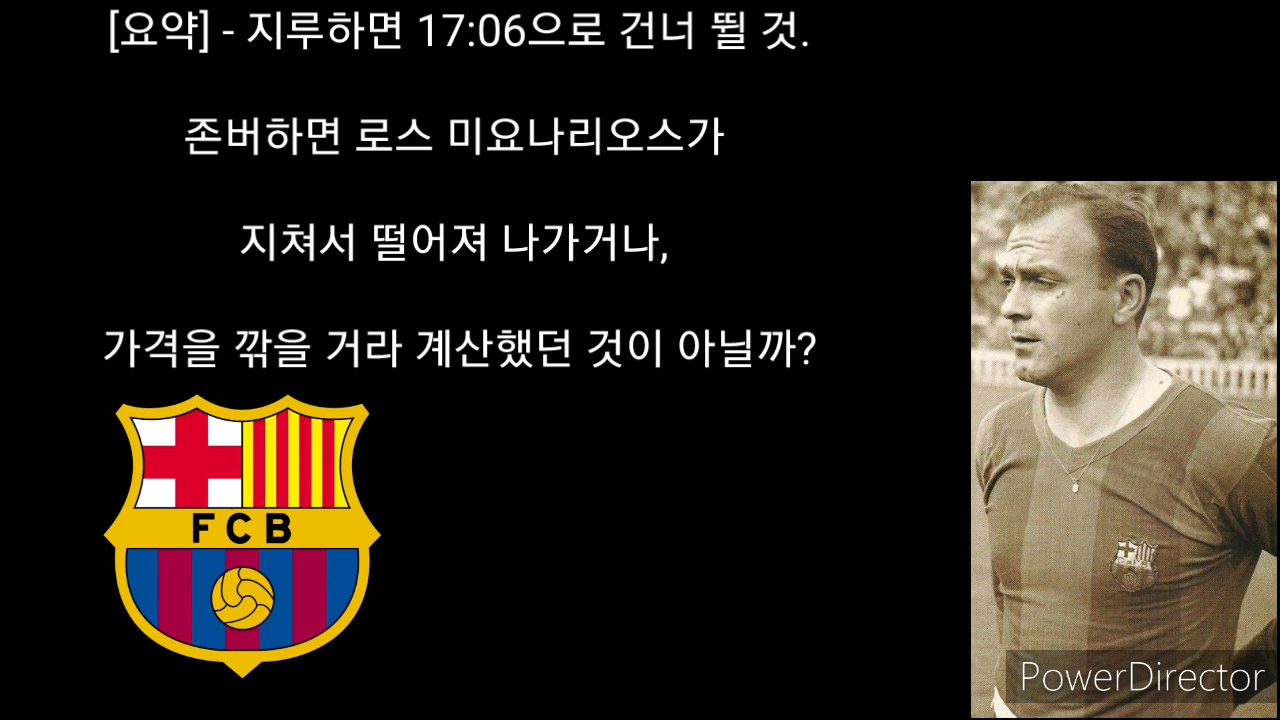 [요약] - 지루하면 17:06으로 건너 뛸 것.
존버하면 로스 미요나리오스가
지쳐서 떨어져 나가거나,
가격을 깎을 거라 계산했던 것이 아닐까?
FCB
PowerDirector